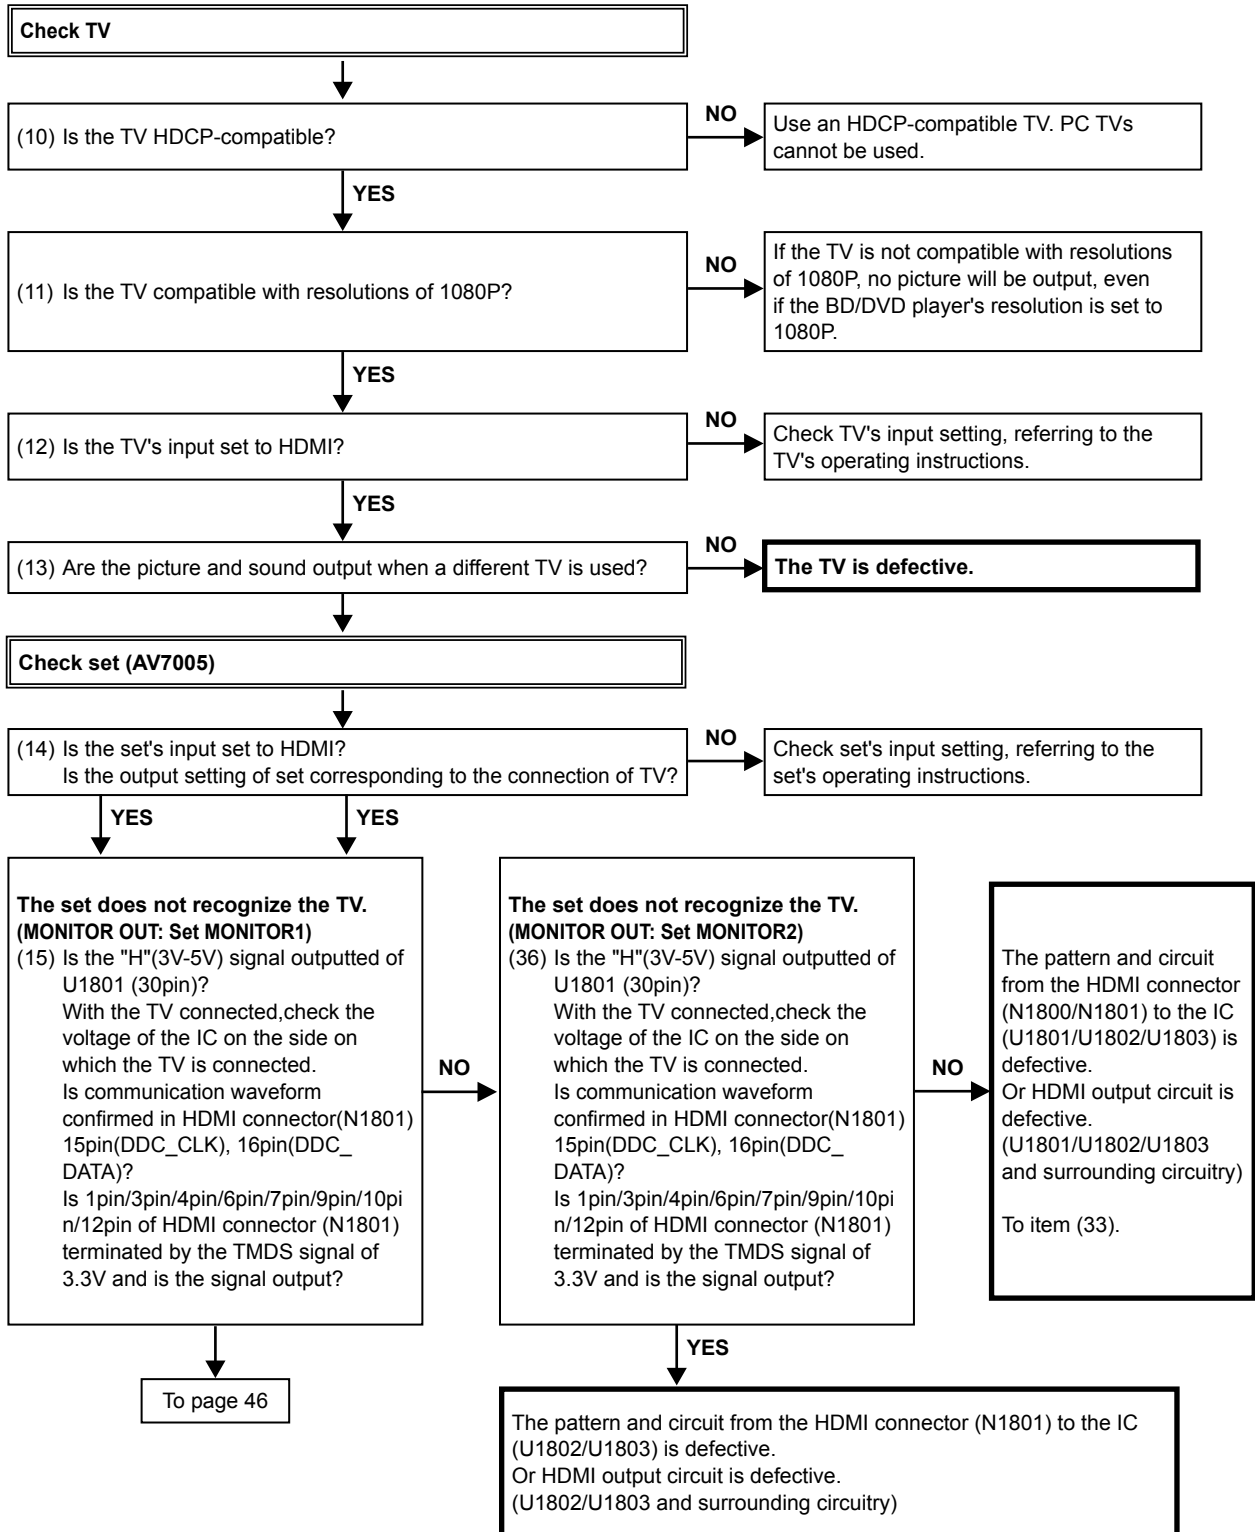 Check TV
(10) Is the TV HDCP-compatible?
NO
Use an HDCP-compatible TV. PC TVs
cannot be used.
YES
(11) Is the TV compatible with resolutions of 1080P?
NO
If the TV is not compatible with resolutions
of 1080P, no picture will be output, even
if the BD/DVD player's resolution is set to
1080P.
YES
(12) Is the TV's input set to HDMI?
NO
Check TV's input setting, referring to the
TV's operating instructions.
YES
(13) Are the picture and sound output when a different TV is used?
NO
The TV is defective.
Check set (AV7005)
(14) Is the set's input set to HDMI?
Is the output setting of set corresponding to the connection of TV?
NO
Check set's input setting, referring to the
set's operating instructions.
YES
YES
The set does not recognize the TV.
(MONITOR OUT: Set MONITOR1)
(15) Is the "H"(3V-5V) signal outputted of
U1801 (30pin)?
With the TV connected,check the
voltage of the IC on the side on
which the TV is connected.
Is communication waveform
confirmed in HDMI connector(N1801)
15pin(DDC_CLK), 16pin(DDC_
DATA)?
Is 1pin/3pin/4pin/6pin/7pin/9pin/10pi
n/12pin of HDMI connector (N1801)
terminated by the TMDS signal of
3.3V and is the signal output?
NO
The set does not recognize the TV.
(MONITOR OUT: Set MONITOR2)
(36) Is the "H"(3V-5V) signal outputted of
U1801 (30pin)?
With the TV connected,check the
voltage of the IC on the side on
which the TV is connected.
Is communication waveform
confirmed in HDMI connector(N1801)
15pin(DDC_CLK), 16pin(DDC_
DATA)?
Is 1pin/3pin/4pin/6pin/7pin/9pin/10pi
n/12pin of HDMI connector (N1801)
terminated by the TMDS signal of
3.3V and is the signal output?
NO
The pattern and circuit
from the HDMI connector
(N1800/N1801) to the IC
(U1801/U1802/U1803) is
defective.
Or HDMI output circuit is
defective.
(U1801/U1802/U1803
and surrounding circuitry)
To item (33).
To page 46
YES
The pattern and circuit from the HDMI connector (N1801) to the IC
(U1802/U1803) is defective.
Or HDMI output circuit is defective.
(U1802/U1803 and surrounding circuitry)